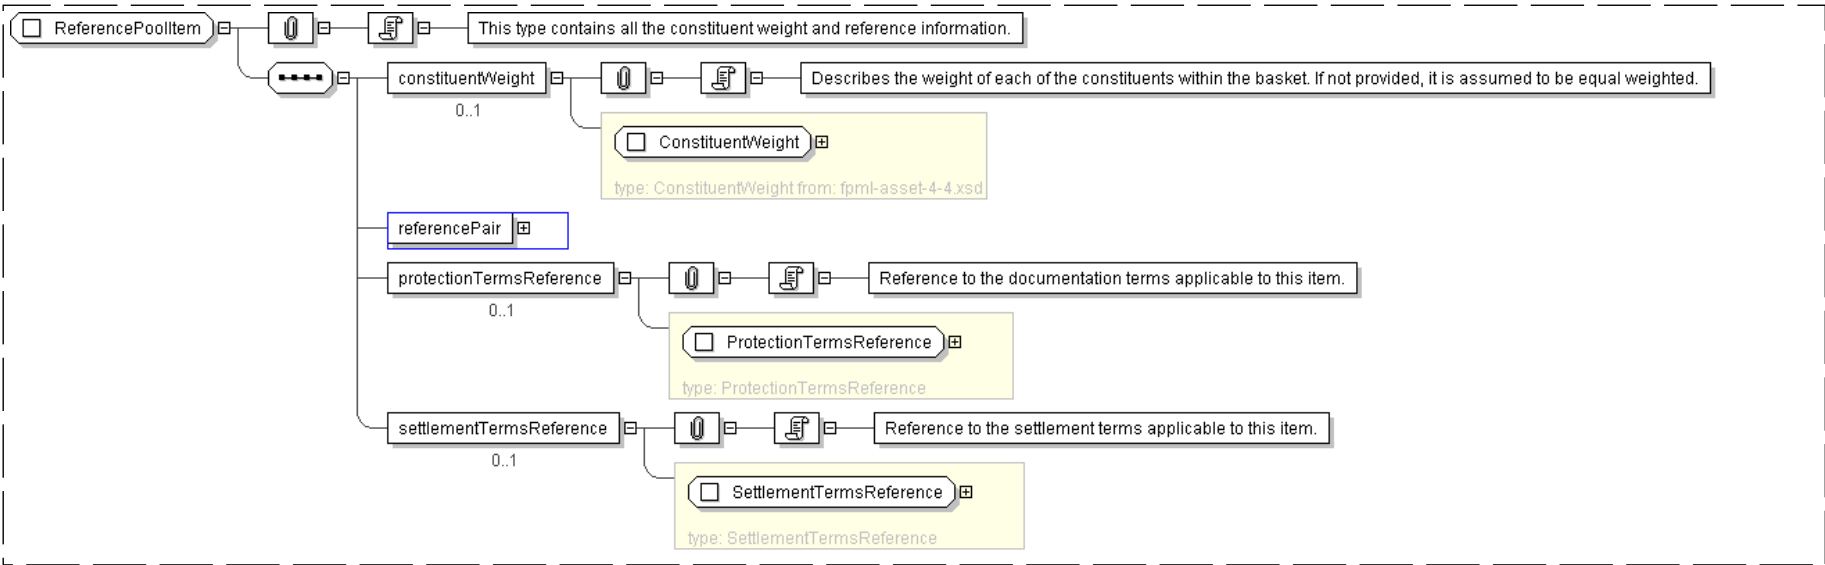 ReferencePoolItem
This type contains all the constituent weight and reference information.
constituentWeight
Describes the weight of each of the constituents within the basket. If not provided, it is assumed to be equal weighted.
0..1
ConstituentWeight
type: ConstituentWeight from: fpml-asset-4-4.xsd
referencePair
protectionTermsReference
Reference to the documentation terms applicable to this item.
0..1
ProtectionTermsReference
type: ProtectionTermsReference
settlementTermsReference
Reference to the settlement terms applicable to this item.
0..1
SettlementTermsReference
type: SettlementTermsReference